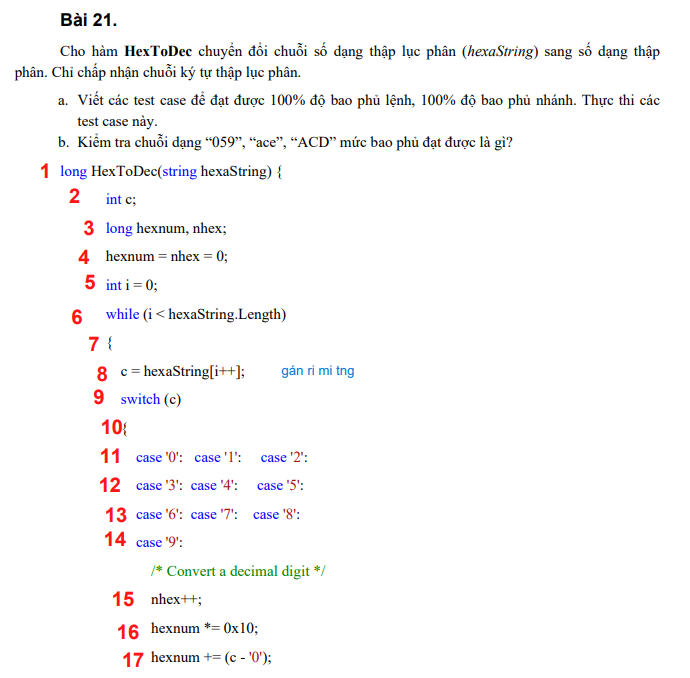 Bài 21.
Cho hàm HexToDec chuyển đổi chuỗi số dạng thập lục phân (hexaString) sang số dạng thập
phân. Chỉ chấp nhận chuỗi ký tự thập lục phân.
a. Viết các test case để đạt được 100% độ bao phủ lệnh, 100% độ bao phủ nhánh. Thực thi các
test case này.
b. Kiểm tra chuỗi dạng “059”, “ace”, “ACD” mức bao phủ đạt được là gì?
1 long HexToDec(string hexaString) {
2 int c;
3 long hexnum, nhex;
4 hexnum = nhex = 0;
5 int i = 0;
6 while (i < hexaString.Length)
7 {
8 c = hexaString[i++]; gán ri mi tng
9 switch (c)
10{
11 case '0': case '1': case '2':
12 case '3': case '4': case '5':
13 case '6': case '7': case '8':
14 case '9':
/* Convert a decimal digit */
15 nhex++;
16 hexnum *= 0x10;
17 hexnum += (c - '0');